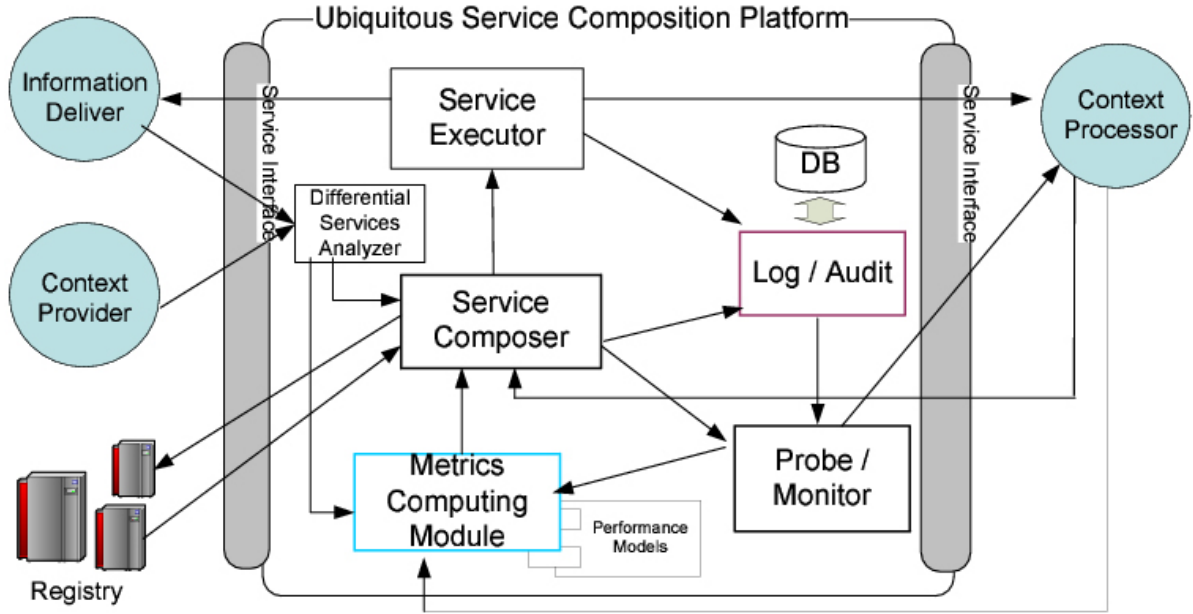 Ubiquitous Service Composition Platform
Information
Deliver
Service Interface
Service
Executor
Service Interface
Context
Processor
DB
Differential
Services
Analyzer
Log / Audit
Context
Provider
Service
Composer
Metrics
Computing
Module
Performance
Models
Probe /
Monitor
Registry